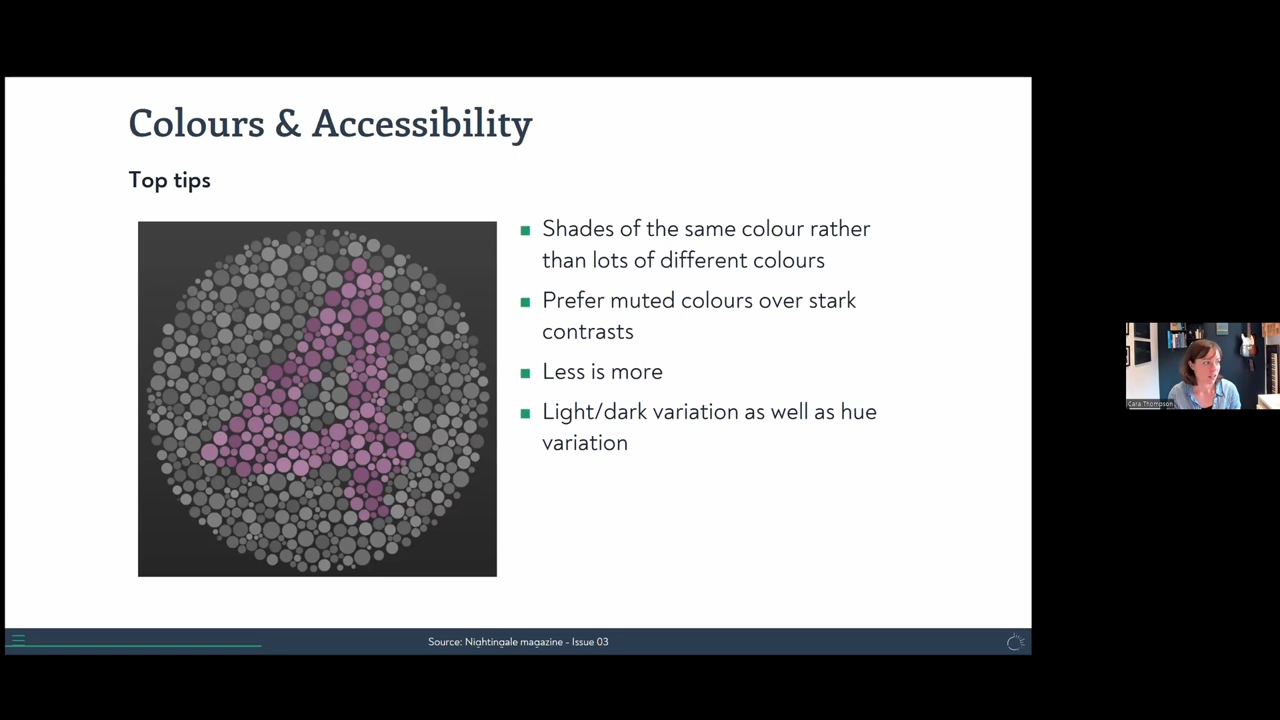 Colours & Accessibility
Top tips
4
Shades of the same colour rather
than lots of different colours
Prefer muted colours over stark
contrasts
Less is more
Light/dark variation as well as hue
variation
Cara Thompson
Source: Nightingale magazine - Issue 03